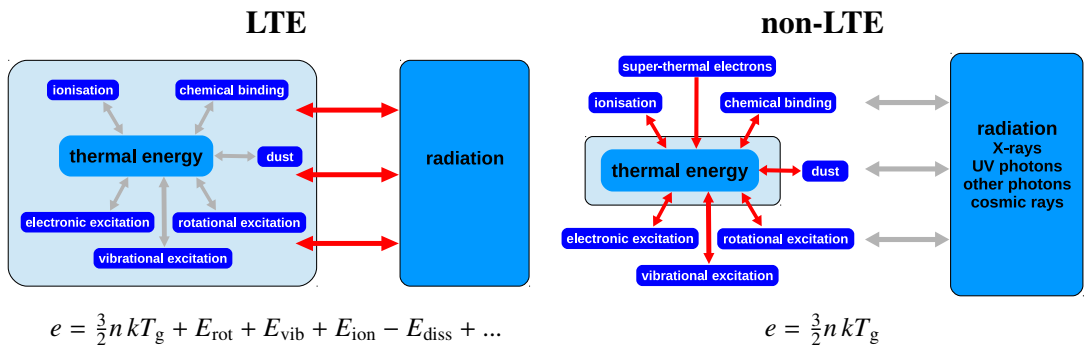 LTE
ionisation
chemical binding
thermal energy
dust
electronic excitation
rotational excitation
vibrational excitation
radiation
e = 3/2 n kT_g + E_rot + E_vib + E_ion − E_diss + ...
non-LTE
super-thermal electrons
ionisation
chemical binding
thermal energy
dust
electronic excitation
rotational excitation
vibrational excitation
radiation
X-rays
UV photons
other photons
cosmic rays
e = 3/2 n kT_g